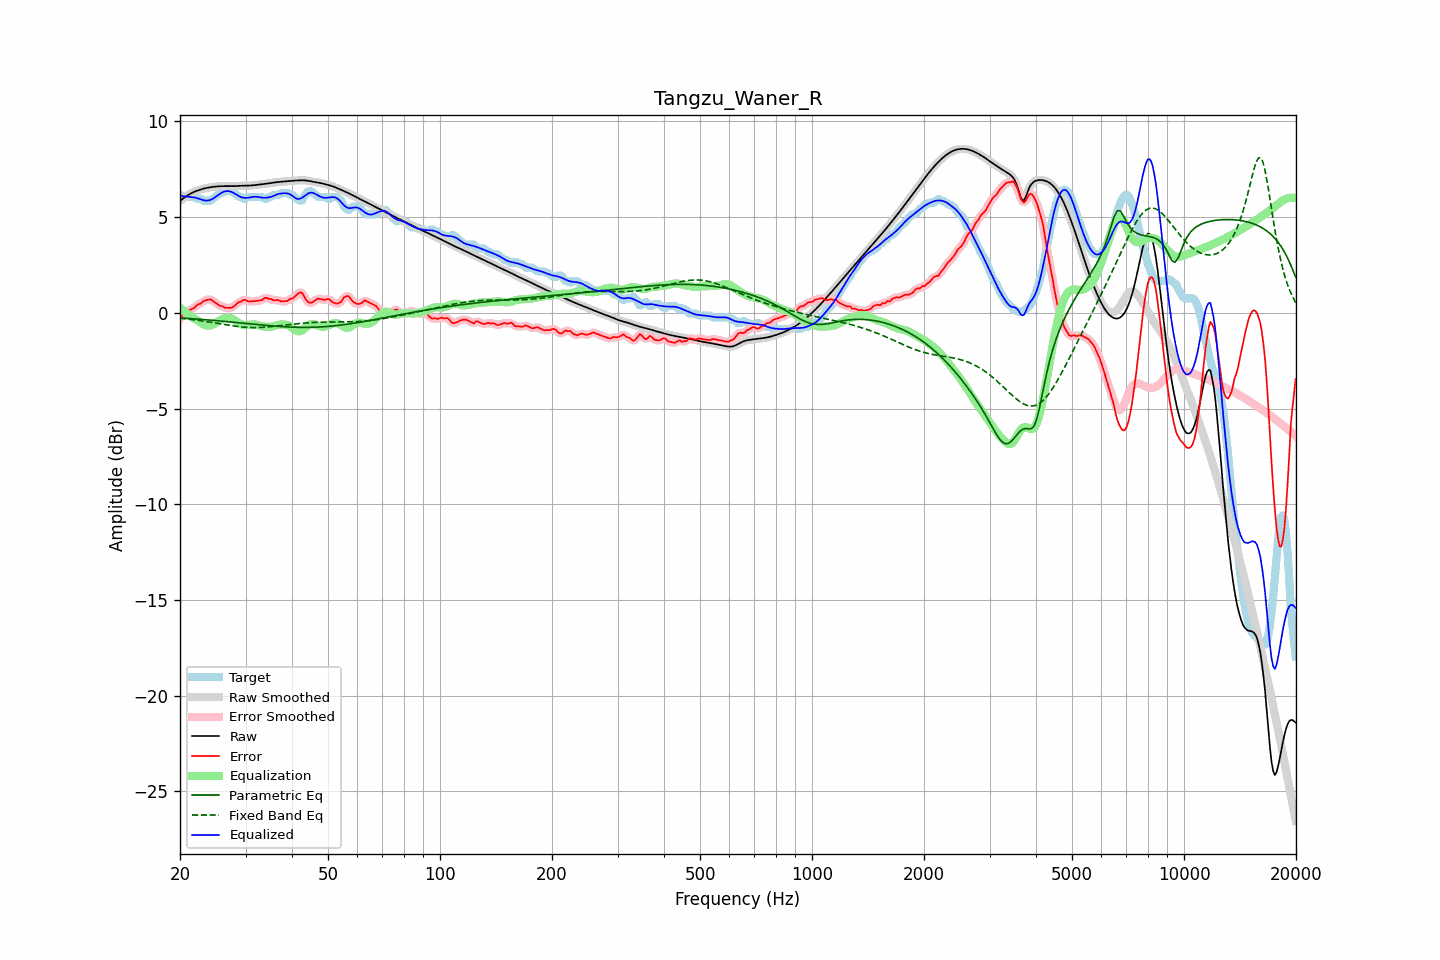 Tangzu_Waner_R
10
5
0
−5
−10
−15
−20
−25
Amplitude (dBr)
Target
Raw Smoothed
Error Smoothed
Raw
Error
Equalization
Parametric Eq
Fixed Band Eq
Equalized
20 50 100 200 500 1000 2000 5000 10000 20000
Frequency (Hz)